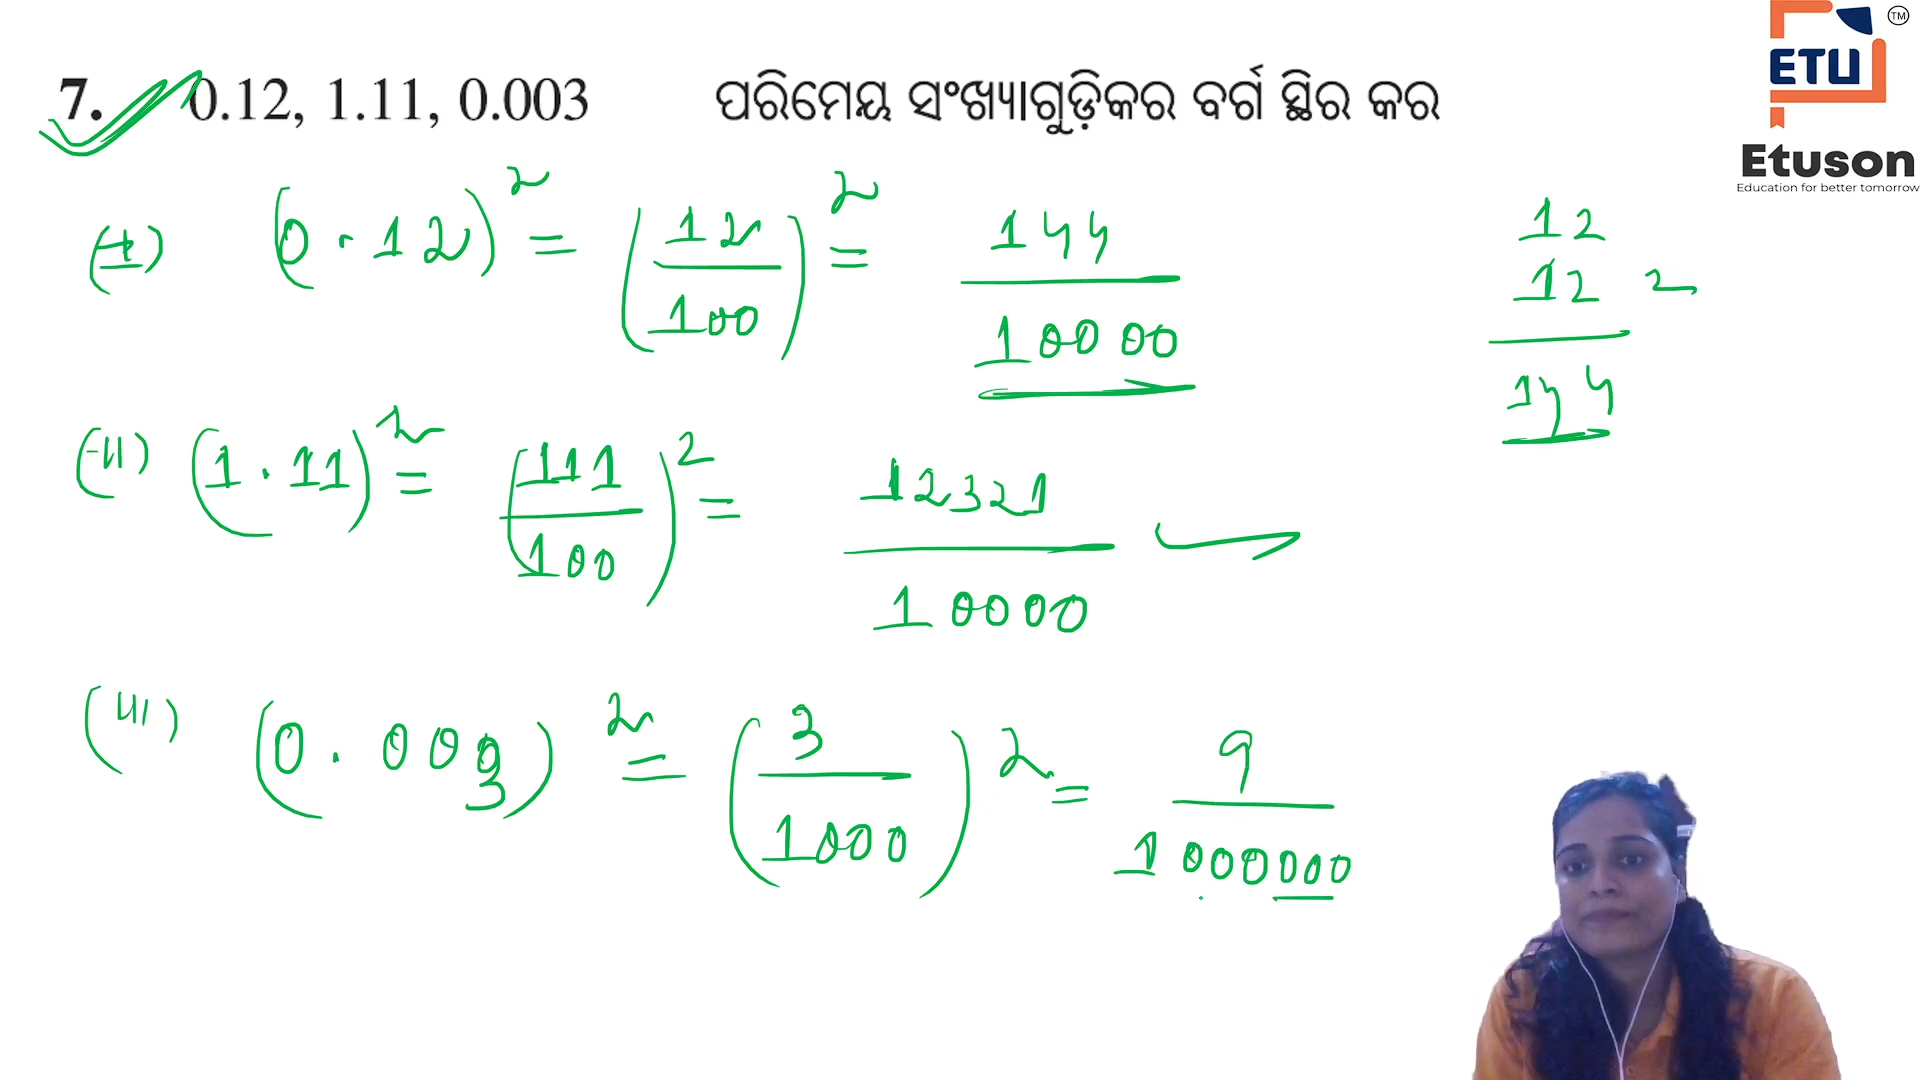 7. 0.12, 1.11, 0.003 ପରିମେୟ ସଂଖ୍ୟାଗୁଡ଼ିକର ବର୍ଗ ସ୍ଥିର କର
ETU
TM
Etuson
Education for better tomorrow
(i) (0.12)² = (12/100)² = 144/10000
12
12 2
144
(ii) (1.11)² = (111/100)² = 12321/10000
(iii) (0.003)² = (3/1000)² = 9/1000000